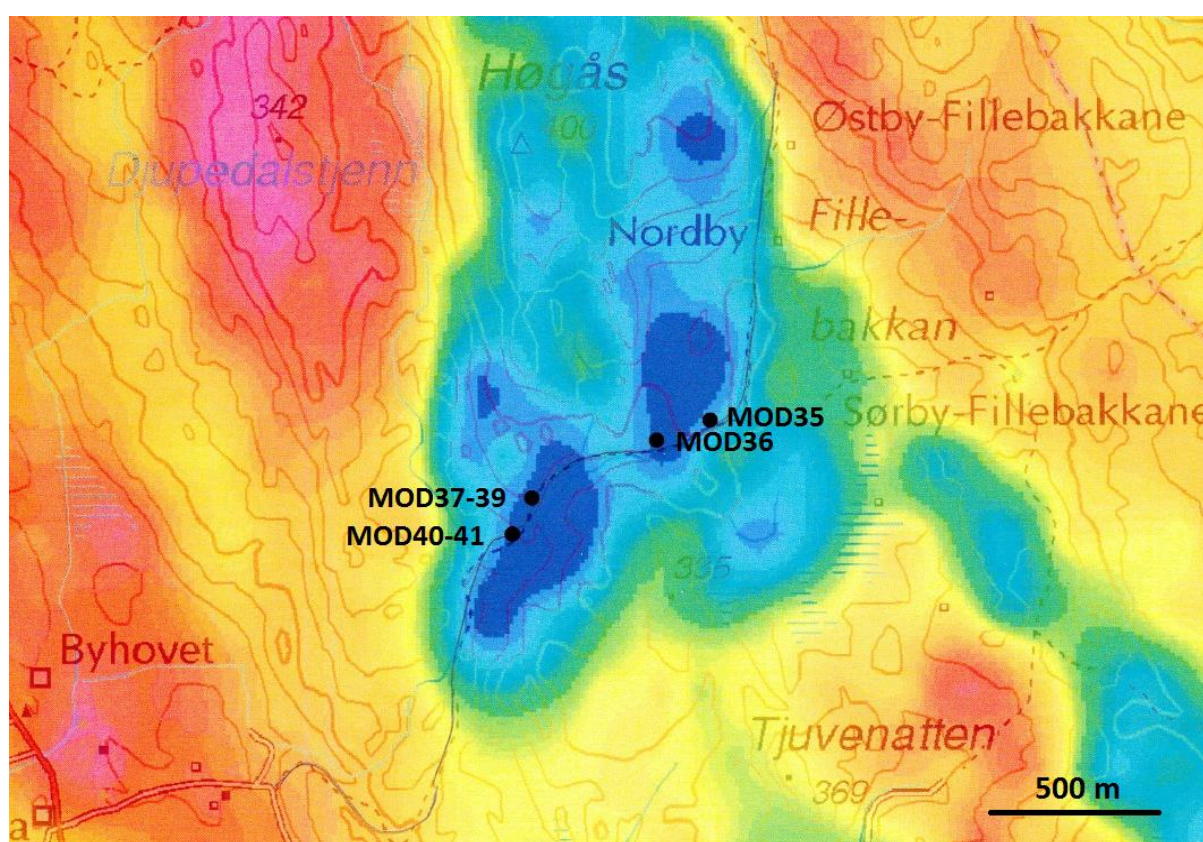 Høgås
342
400
Østby-Fillebakkane
Djupedalstjenn
Nordby
Fille-
bakkan
Sørby-Fillebakkane
MOD35
MOD36
MOD37-39
MOD40-41
335
Byhovet
Tjuvenatten
500 m
369
a